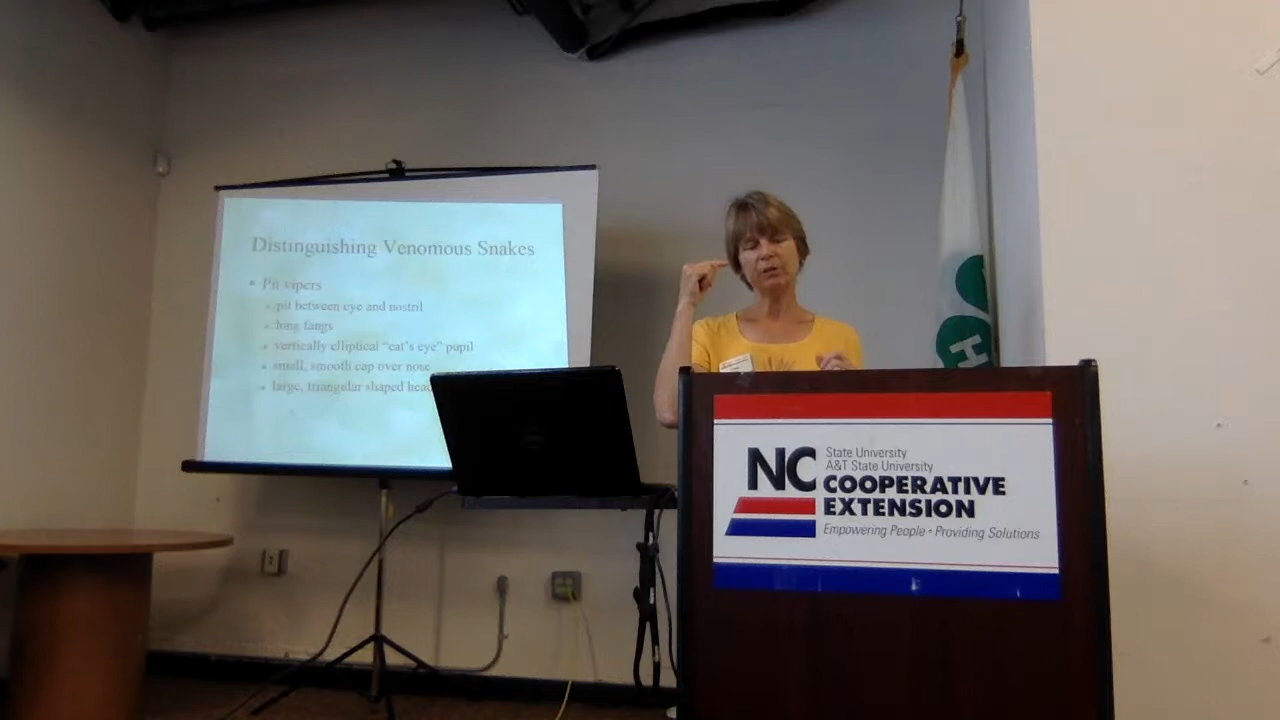 Distinguishing Venomous Snakes
• Pit vipers
• pit between eye and nostril
• long fangs
• vertically elliptical “cat’s eye” pupil
• small, smooth cap over nose
• large, triangular shaped head
NC State University
A&T State University
COOPERATIVE
EXTENSION
Empowering People • Providing Solutions
H